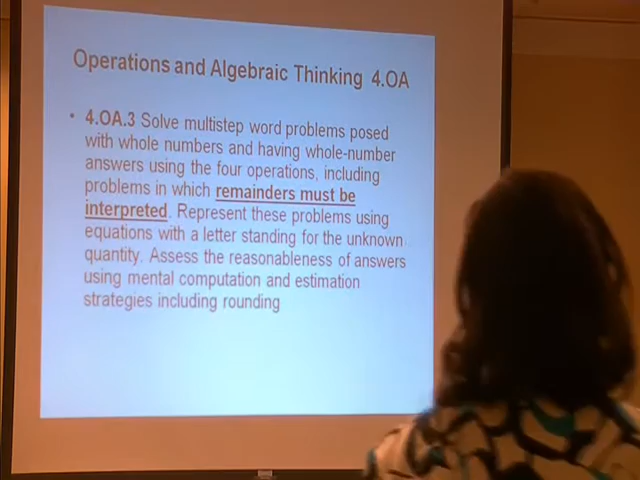 Operations and Algebraic Thinking 4.OA
• 4.OA.3 Solve multistep word problems posed
with whole numbers and having whole-number
answers using the four operations, including
problems in which remainders must be
interpreted. Represent these problems using
equations with a letter standing for the unknown
quantity. Assess the reasonableness of answers
using mental computation and estimation
strategies including rounding